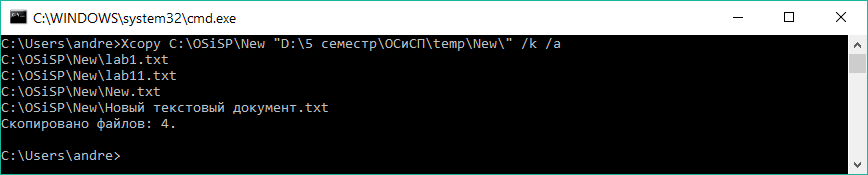 C:\WINDOWS\system32\cmd.exe
C:\Users\andre>Xcopy C:\OSiSP\New "D:\5 семестр\ОСиСП\temp\New\" /k /a
C:\OSiSP\New\lab1.txt
C:\OSiSP\New\lab11.txt
C:\OSiSP\New\New.txt
C:\OSiSP\New\Новый текстовый документ.txt
Скопировано файлов: 4.
C:\Users\andre>